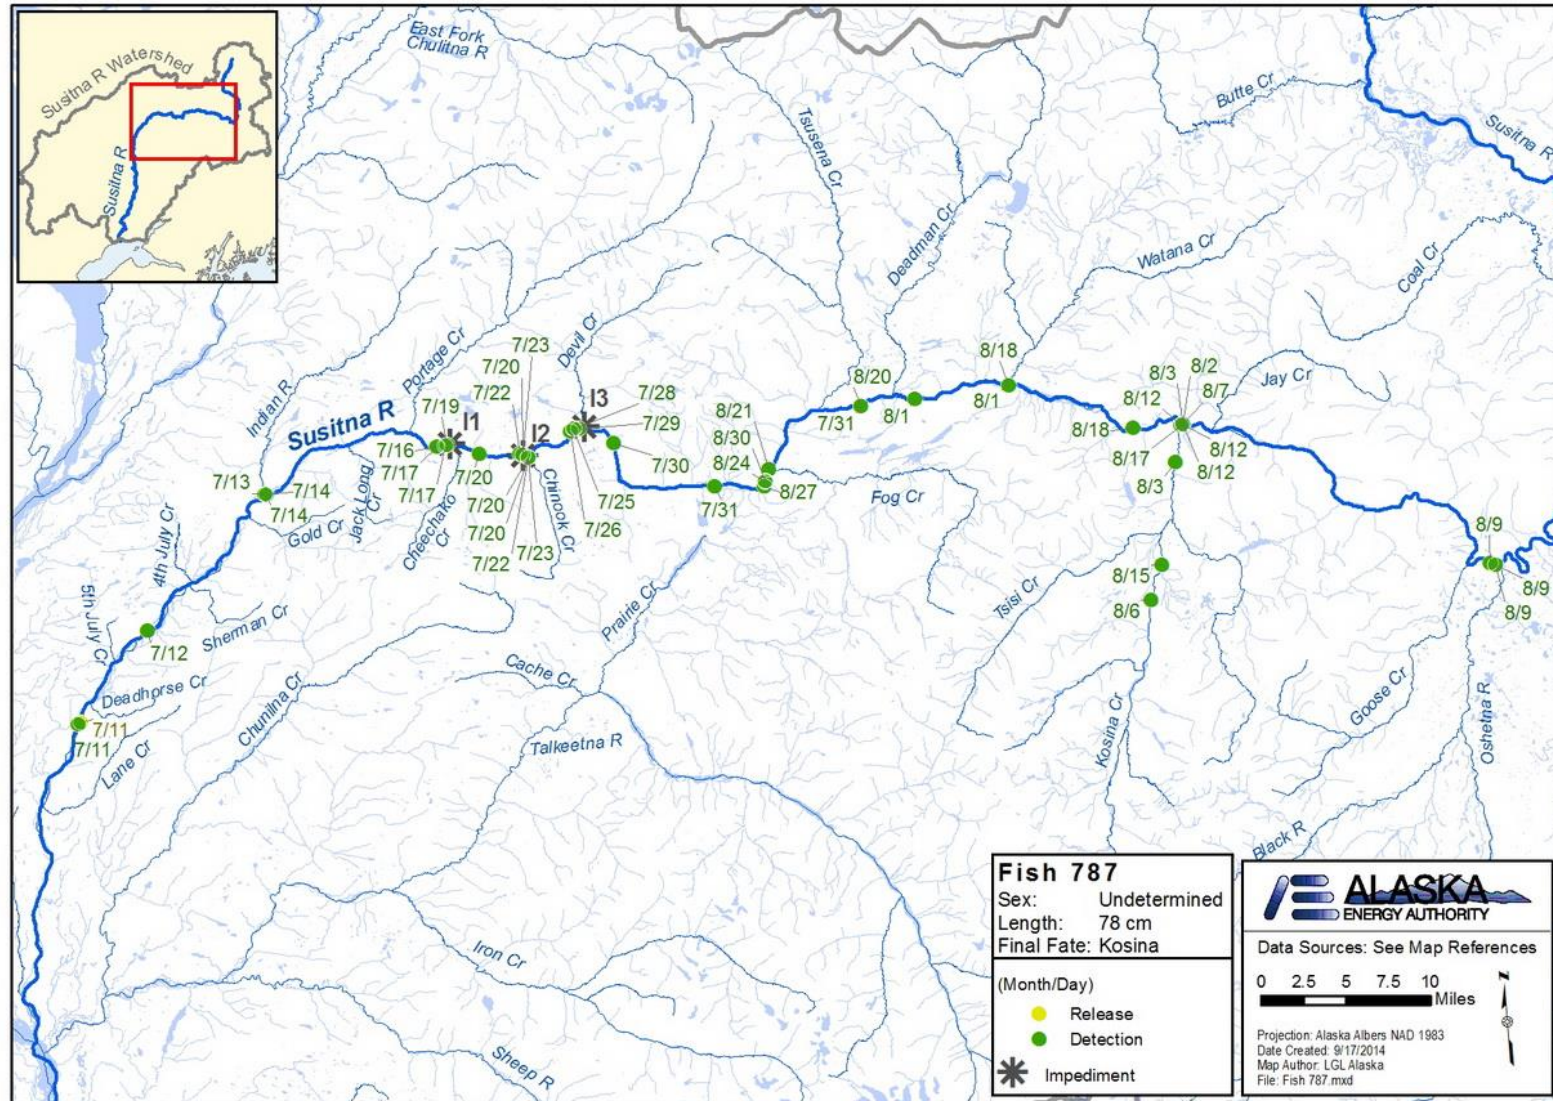 Susitna R Watershed
Susitna R
East Fork
Chulitna R
Butte Cr
Susitna R
Tsusena Cr
Deadman Cr
Watana Cr
Coal Cr
Devil Cr
Portage Cr
Indian R
Susitna R
Jay Cr
7/23
7/20
7/22
7/19
I1
I2
I3
7/28
7/29
8/18
8/20
8/1
8/1
7/31
8/3
8/2
8/7
8/12
8/18
8/17
8/12
8/12
8/3
8/21
8/30
8/24
8/27
7/16
7/17
7/17
7/20
7/20
7/20
7/22
7/23
7/25
7/26
7/30
7/31
7/13
7/14
7/14
Gold Cr
Jack Long
Cr
Cheechako
Cr
Chinook Cr
Fog Cr
4th July Cr
5th July Cr
Sherman Cr
7/12
Deadhorse Cr
7/11
7/11
Lane Cr
Chunilna Cr
Prairie Cr
Cache Cr
Talkeetna R
Tsisi Cr
8/15
8/6
Kosina Cr
Goose Cr
Oshetna R
Black R
8/9
8/9
8/9
Iron Cr
Sheep R
Fish 787
Sex: Undetermined
Length: 78 cm
Final Fate: Kosina
(Month/Day)
Release
Detection
Impediment
ALASKA
ENERGY AUTHORITY
Data Sources: See Map References
0 2.5 5 7.5 10
Miles
N
Projection: Alaska Albers NAD 1983
Date Created: 9/17/2014
Map Author: LGL Alaska
File: Fish 787.mxd